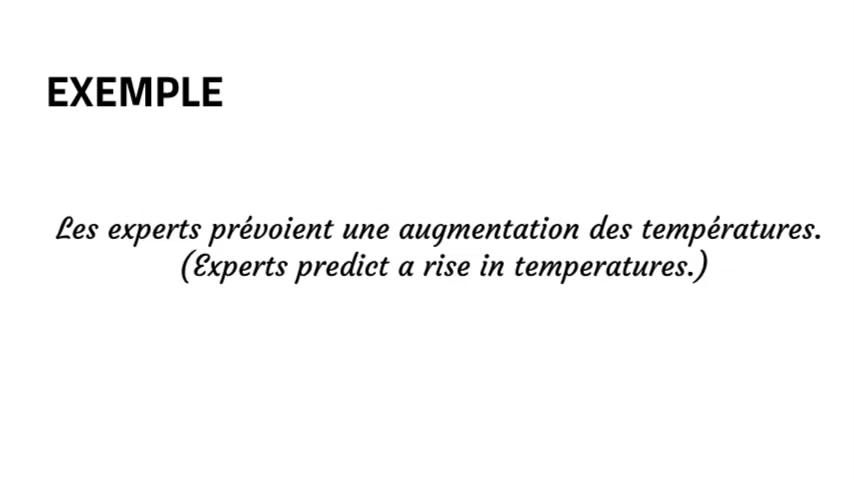 EXEMPLE
Les experts prévoient une augmentation des températures.
(Experts predict a rise in temperatures.)